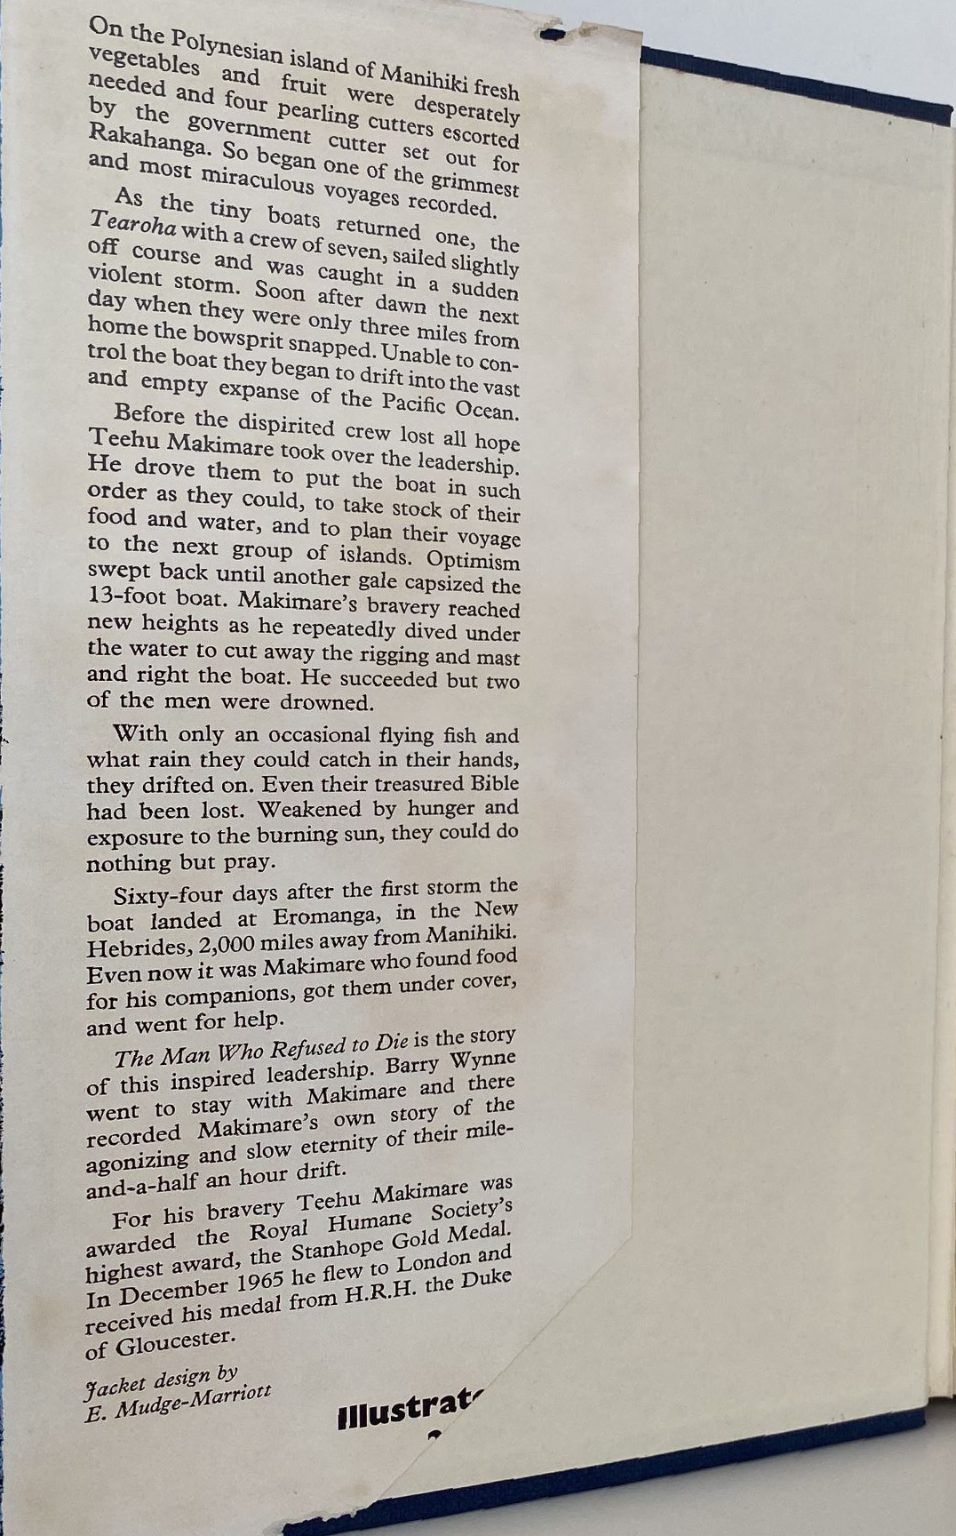 On the Polynesian island of Manihiki fresh
vegetables and fruit were desperately
needed and four pearling cutters escorted
by the government cutter set out for
Rakahanga. So began one of the grimmest
and most miraculous voyages recorded.
As the tiny boats returned one, the
Tearoha with a crew of seven, sailed slightly
off course and was caught in a sudden
violent storm. Soon after dawn the next
day when they were only three miles from
home the bowsprit snapped. Unable to con-
trol the boat they began to drift into the vast
and empty expanse of the Pacific Ocean.
Before the dispirited crew lost all hope
Teehu Makimare took over the leadership.
He drove them to put the boat in such
order as they could, to take stock of their
food and water, and to plan their voyage
to the next group of islands. Optimism
swept back until another gale capsized the
13-foot boat. Makimare's bravery reached
new heights as he repeatedly dived under
the water to cut away the rigging and mast
and right the boat. He succeeded but two
of the men were drowned.
With only an occasional flying fish and
what rain they could catch in their hands,
they drifted on. Even their treasured Bible
had been lost. Weakened by hunger and
exposure to the burning sun, they could do
nothing but pray.
Sixty-four days after the first storm the
boat landed at Eromanga, in the New
Hebrides, 2,000 miles away from Manihiki.
Even now it was Makimare who found food
for his companions, got them under cover,
and went for help.
The Man Who Refused to Die is the story
of this inspired leadership. Barry Wynne
went to stay with Makimare and there
recorded Makimare's own story of the
agonizing and slow eternity of their mile-
and-a-half an hour drift.
For his bravery Teehu Makimare was
awarded the Royal Humane Society's
highest award, the Stanhope Gold Medal.
In December 1965 he flew to London and
received his medal from H.R.H. the Duke
of Gloucester.
Jacket design by
E. Mudge-Marriott
Illustrat